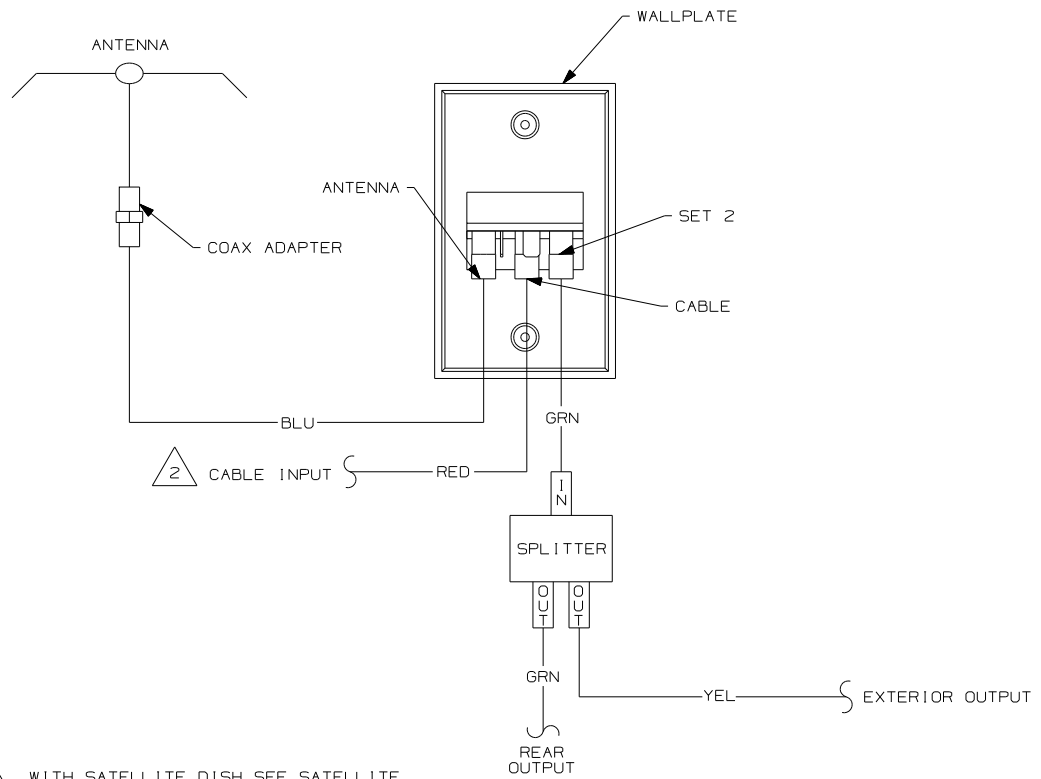 WALLPLATE
ANTENNA
ANTENNA
SET 2
COAX ADAPTER
CABLE
BLU
GRN
2 CABLE INPUT
RED
IN
SPLITTER
OUT
OUT
GRN
YEL
EXTERIOR OUTPUT
REAR
OUTPUT
WITH SATELLITE DISH SEE SATELLITE